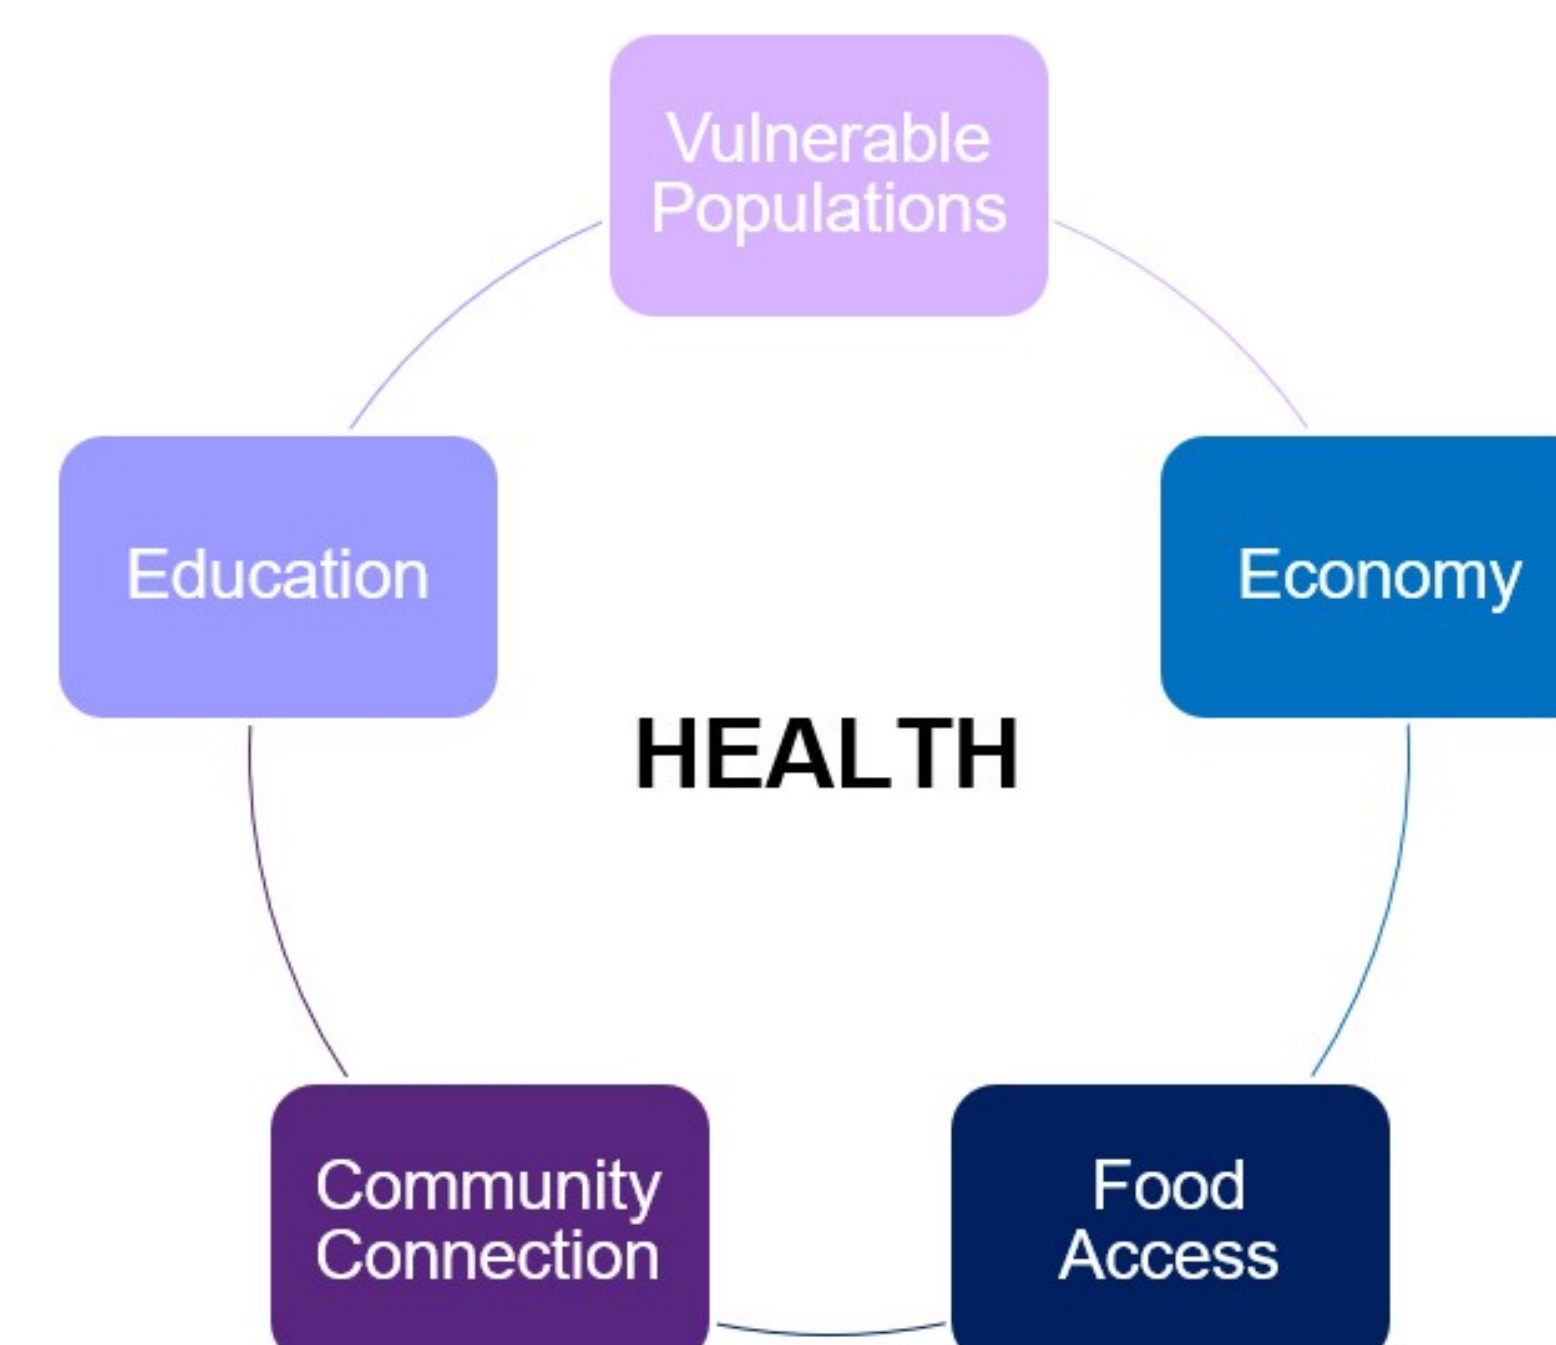 Vulnerable
Populations
Education
Economy
HEALTH
Community
Connection
Food
Access